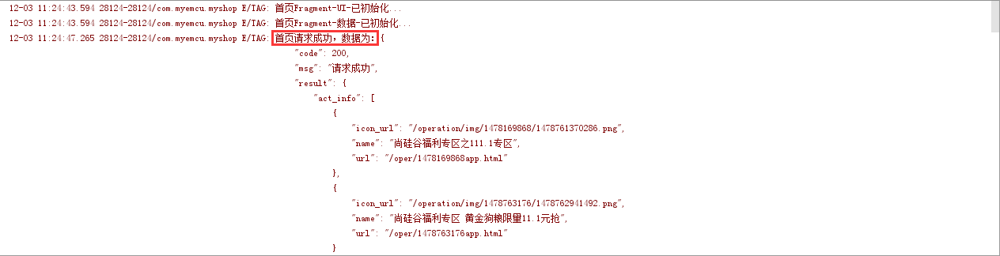 12-03 11:24:43.594 28124-28124/com.myemcu.myshop E/TAG: 首页Fragment-UI-已初始化...
12-03 11:24:43.594 28124-28124/com.myemcu.myshop E/TAG: 首页Fragment-数据-已初始化...
12-03 11:24:47.265 28124-28124/com.myemcu.myshop E/TAG: 首页请求成功，数据为：{
"code": 200,
"msg": "请求成功",
"result": {
"act_info": [
{
"icon_url": "/operation/img/1478169868/1478761370286.png",
"name": "尚硅谷福利专区之111.1专区",
"url": "/oper/1478169868app.html"
},
{
"icon_url": "/operation/img/1478763176/1478762941492.png",
"name": "尚硅谷福利专区 黄金狗粮限量11.1元抢",
"url": "/oper/1478763176app.html"
}